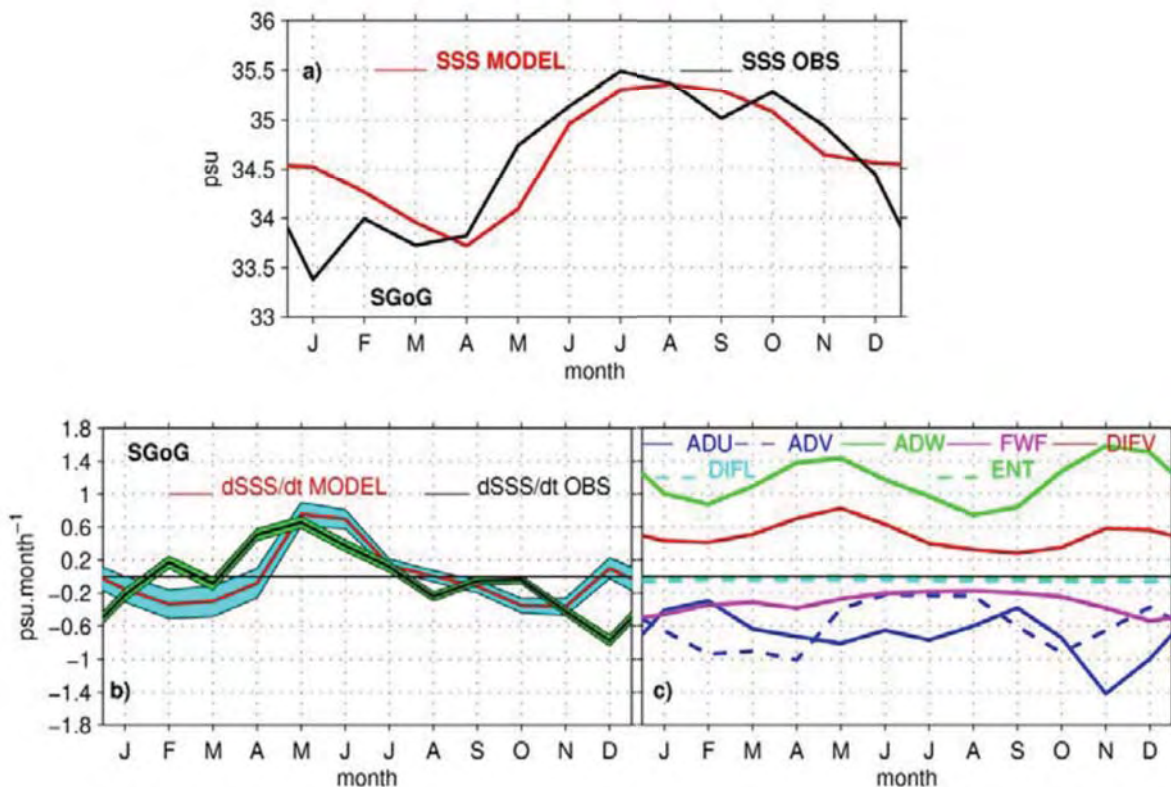 36
a) SSS MODEL SSS OBS
35.5
35
34.5
psu
34
33.5
SGoG
33
J F M A M J J A S O N D
month
1.8
SGoG
ADU ADV ADW FWF DIFV
1.4
DIFL ENT
dSSS/dt MODEL dSSS/dt OBS
1
0.6
0.2
psu.month⁻¹
−0.2
−0.6
−1
−1.4
b) c)
−1.8
J F M A M J J A S O N D J F M A M J J A S O N D
month month